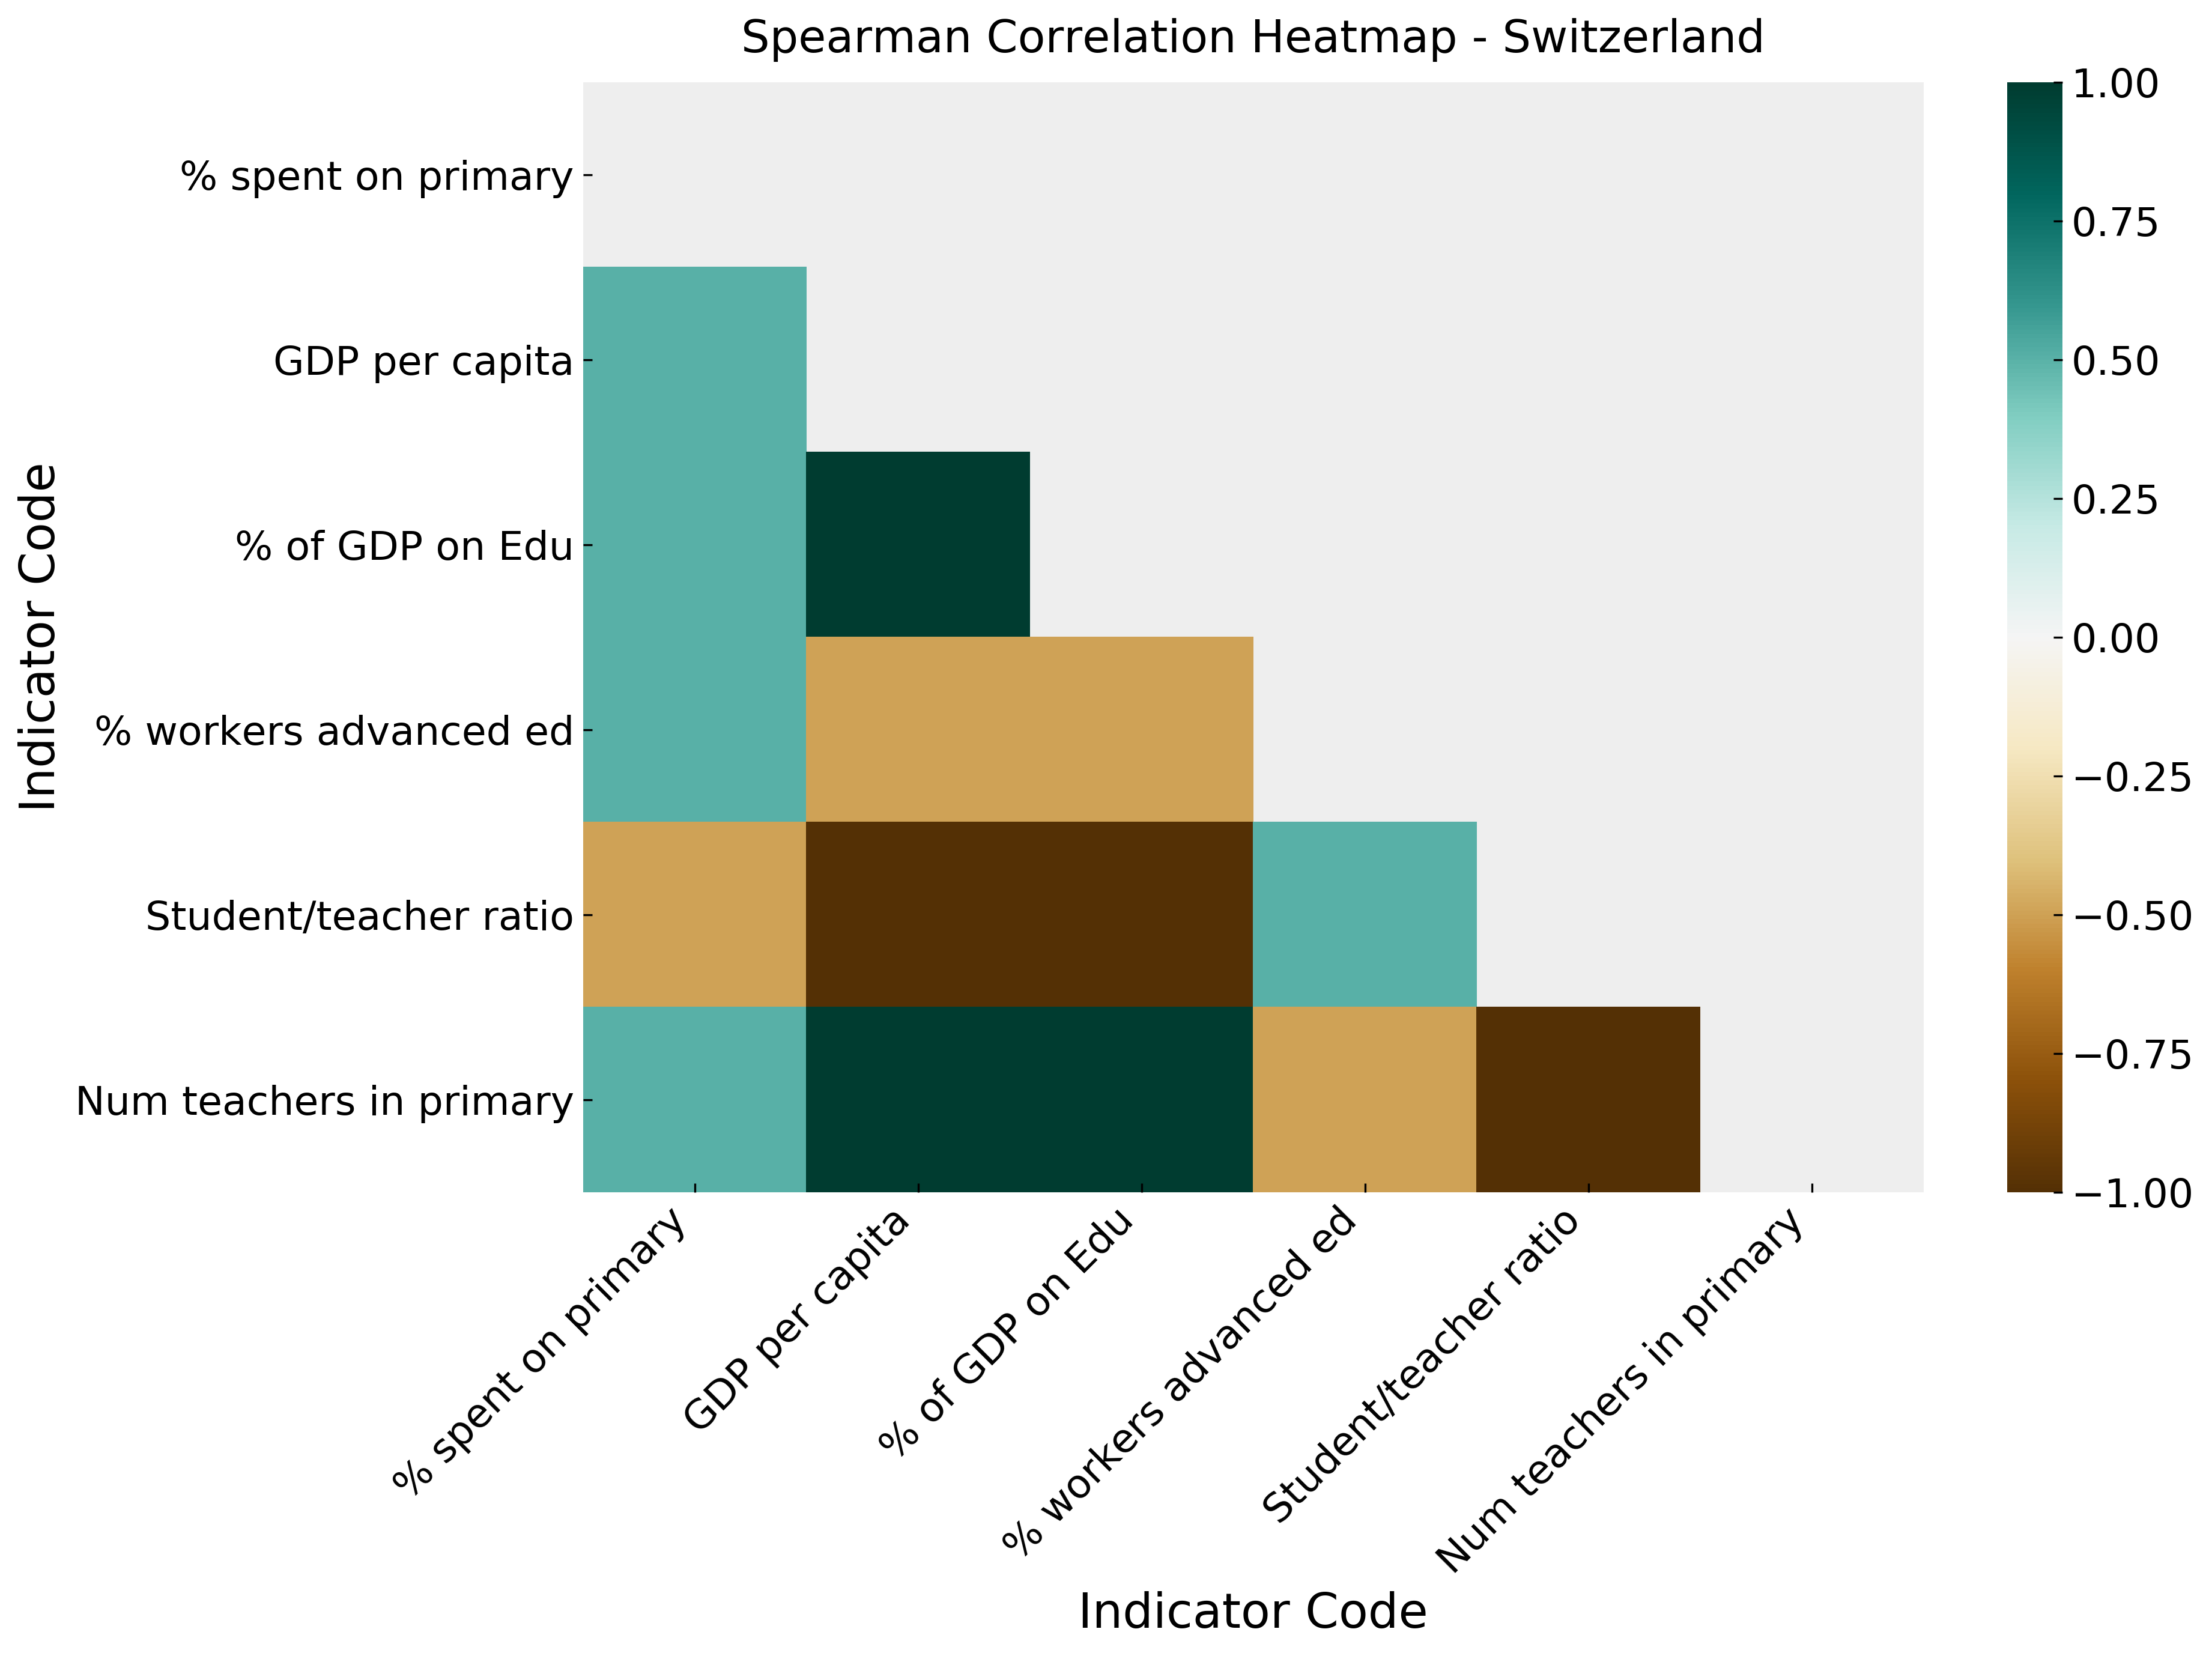 Spearman Correlation Heatmap - Switzerland
Indicator Code
% spent on primary
GDP per capita
% of GDP on Edu
% workers advanced ed
Student/teacher ratio
Num teachers in primary
% spent on primary
GDP per capita
% of GDP on Edu
% workers advanced ed
Student/teacher ratio
Num teachers in primary
Indicator Code
1.00
0.75
0.50
0.25
0.00
−0.25
−0.50
−0.75
−1.00